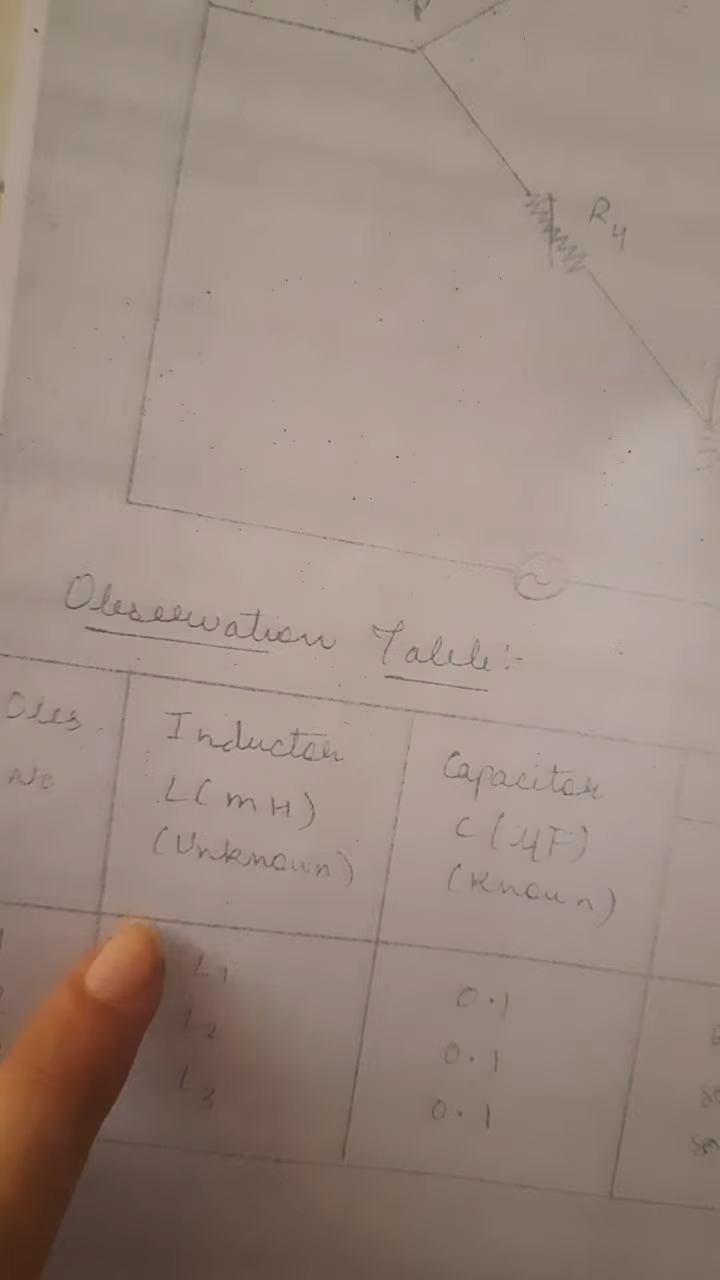 R4
Observation Table:-
Obs.
No
Inductor
L(mH)
(Unknown)
Capacitor
C(μF)
(Known)
L1
0.1
L2
0.1
L3
0.1